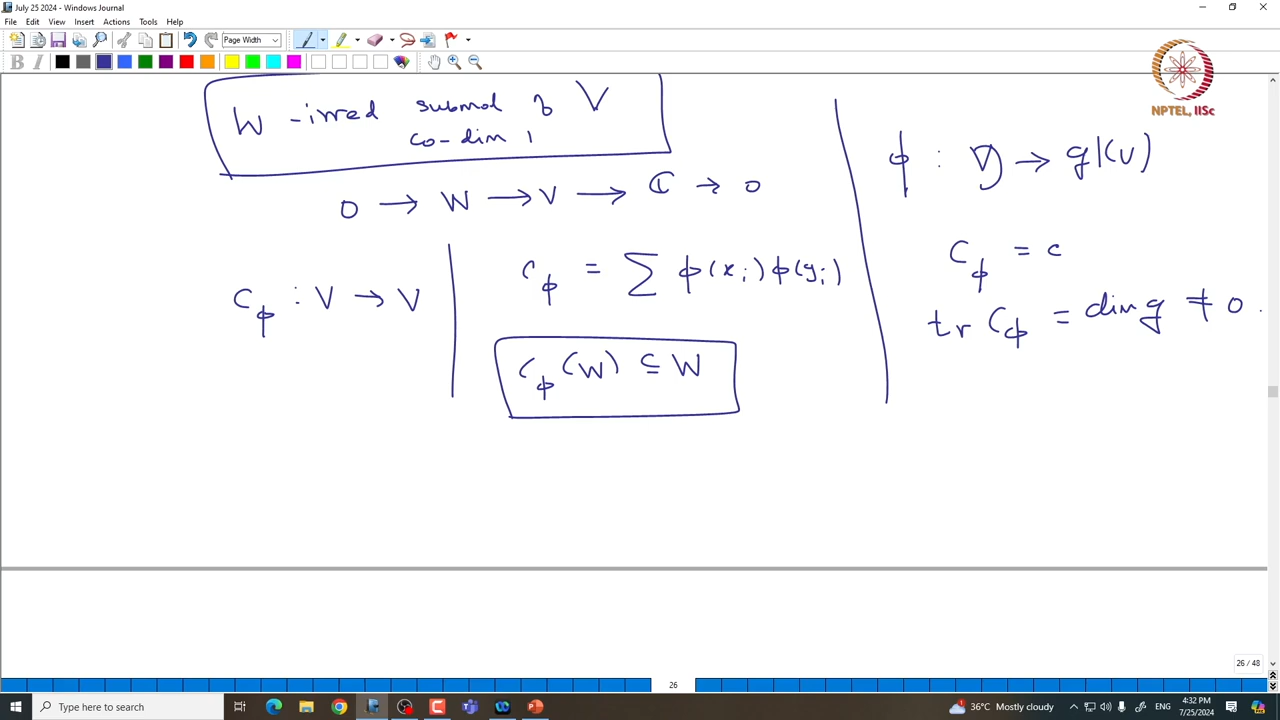 July 25 2024 - Windows Journal
File Edit View Insert Actions Tools Help
Page Width
B I
NPTEL, IISc
W - irred submod of V
co-dim 1
0 → W → V → ℂ → 0
C_φ : V → V
C_φ = Σ φ(x_i) φ(y_i)
C_φ (W) ⊆ W
φ : g → gl(V)
C_φ = c
tr C_φ = dim g ≠ 0.
26 / 48
26
Type here to search
36°C Mostly cloudy
4:32 PM
7/25/2024